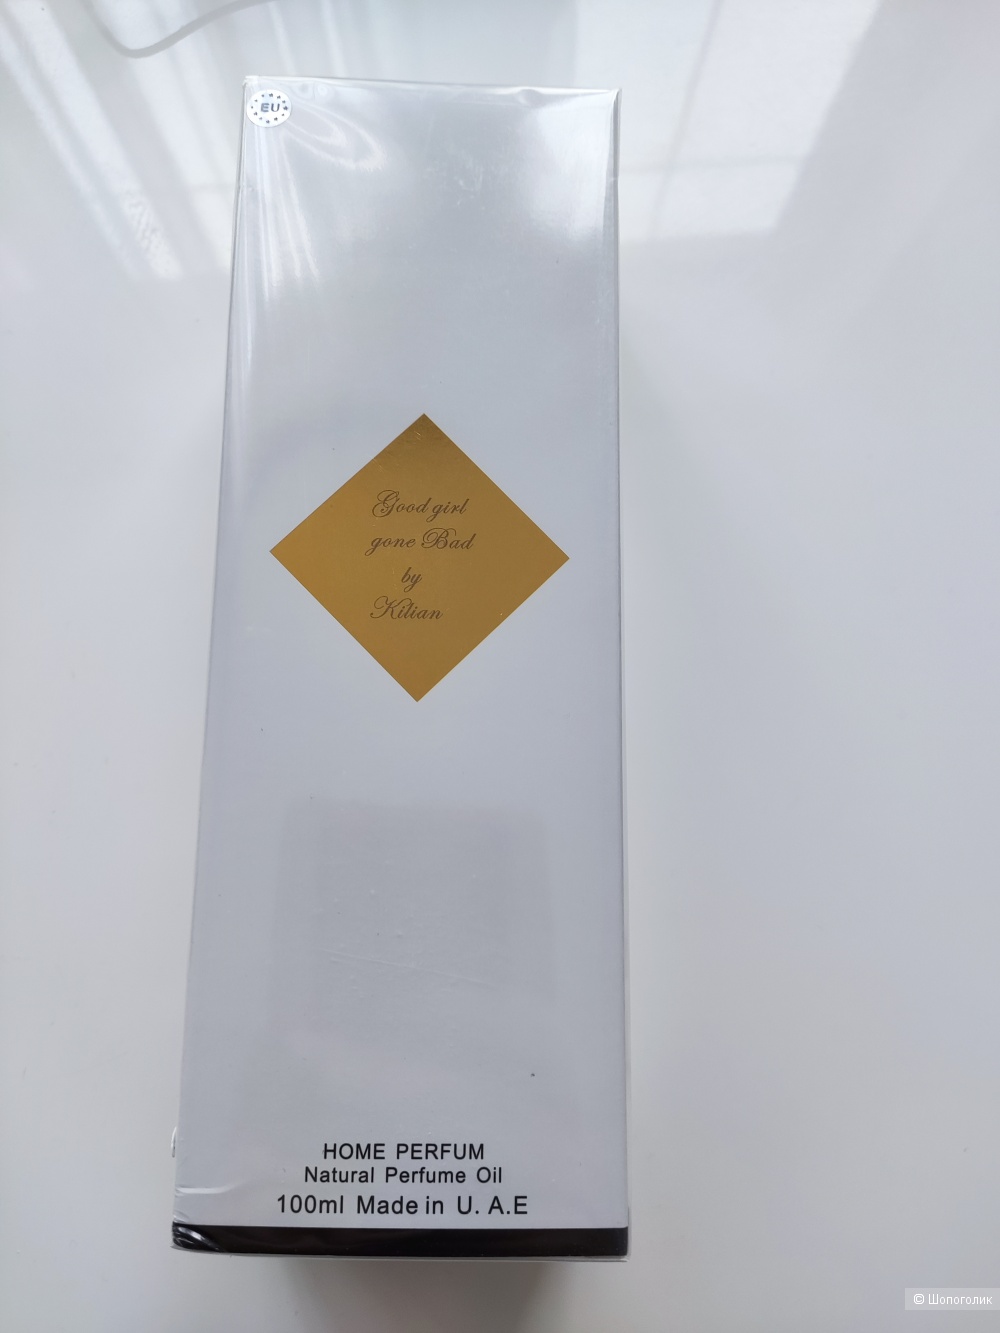 EU
Good girl
gone Bad
by
Kilian
HOME PERFUM
Natural Perfume Oil
100ml Made in U. A.E
© Шопоголик